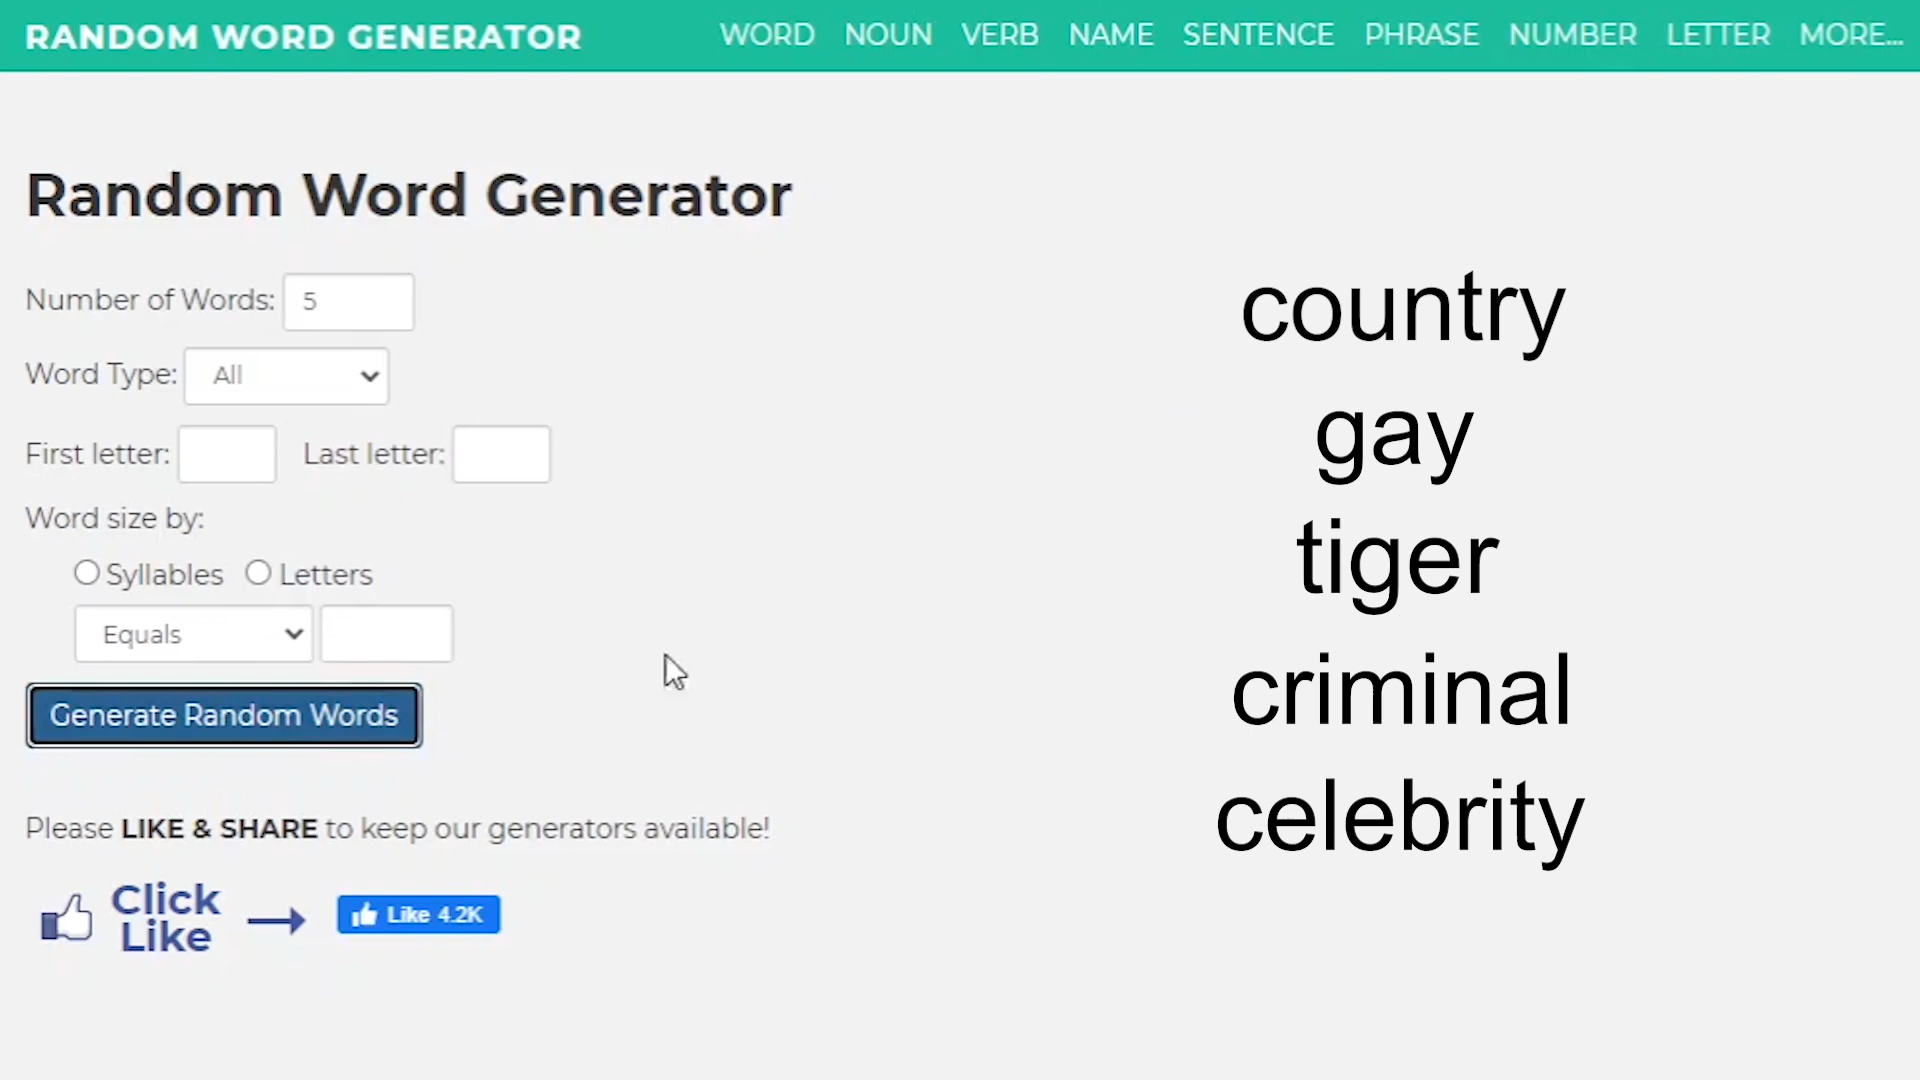 RANDOM WORD GENERATOR WORD NOUN VERB NAME SENTENCE PHRASE NUMBER LETTER MORE...
Random Word Generator
Number of Words: 5
Word Type: All
First letter: Last letter:
Word size by:
Syllables Letters
Equals
Generate Random Words
Please LIKE & SHARE to keep our generators available!
Click
Like
Like 4.2K
country
gay
tiger
criminal
celebrity